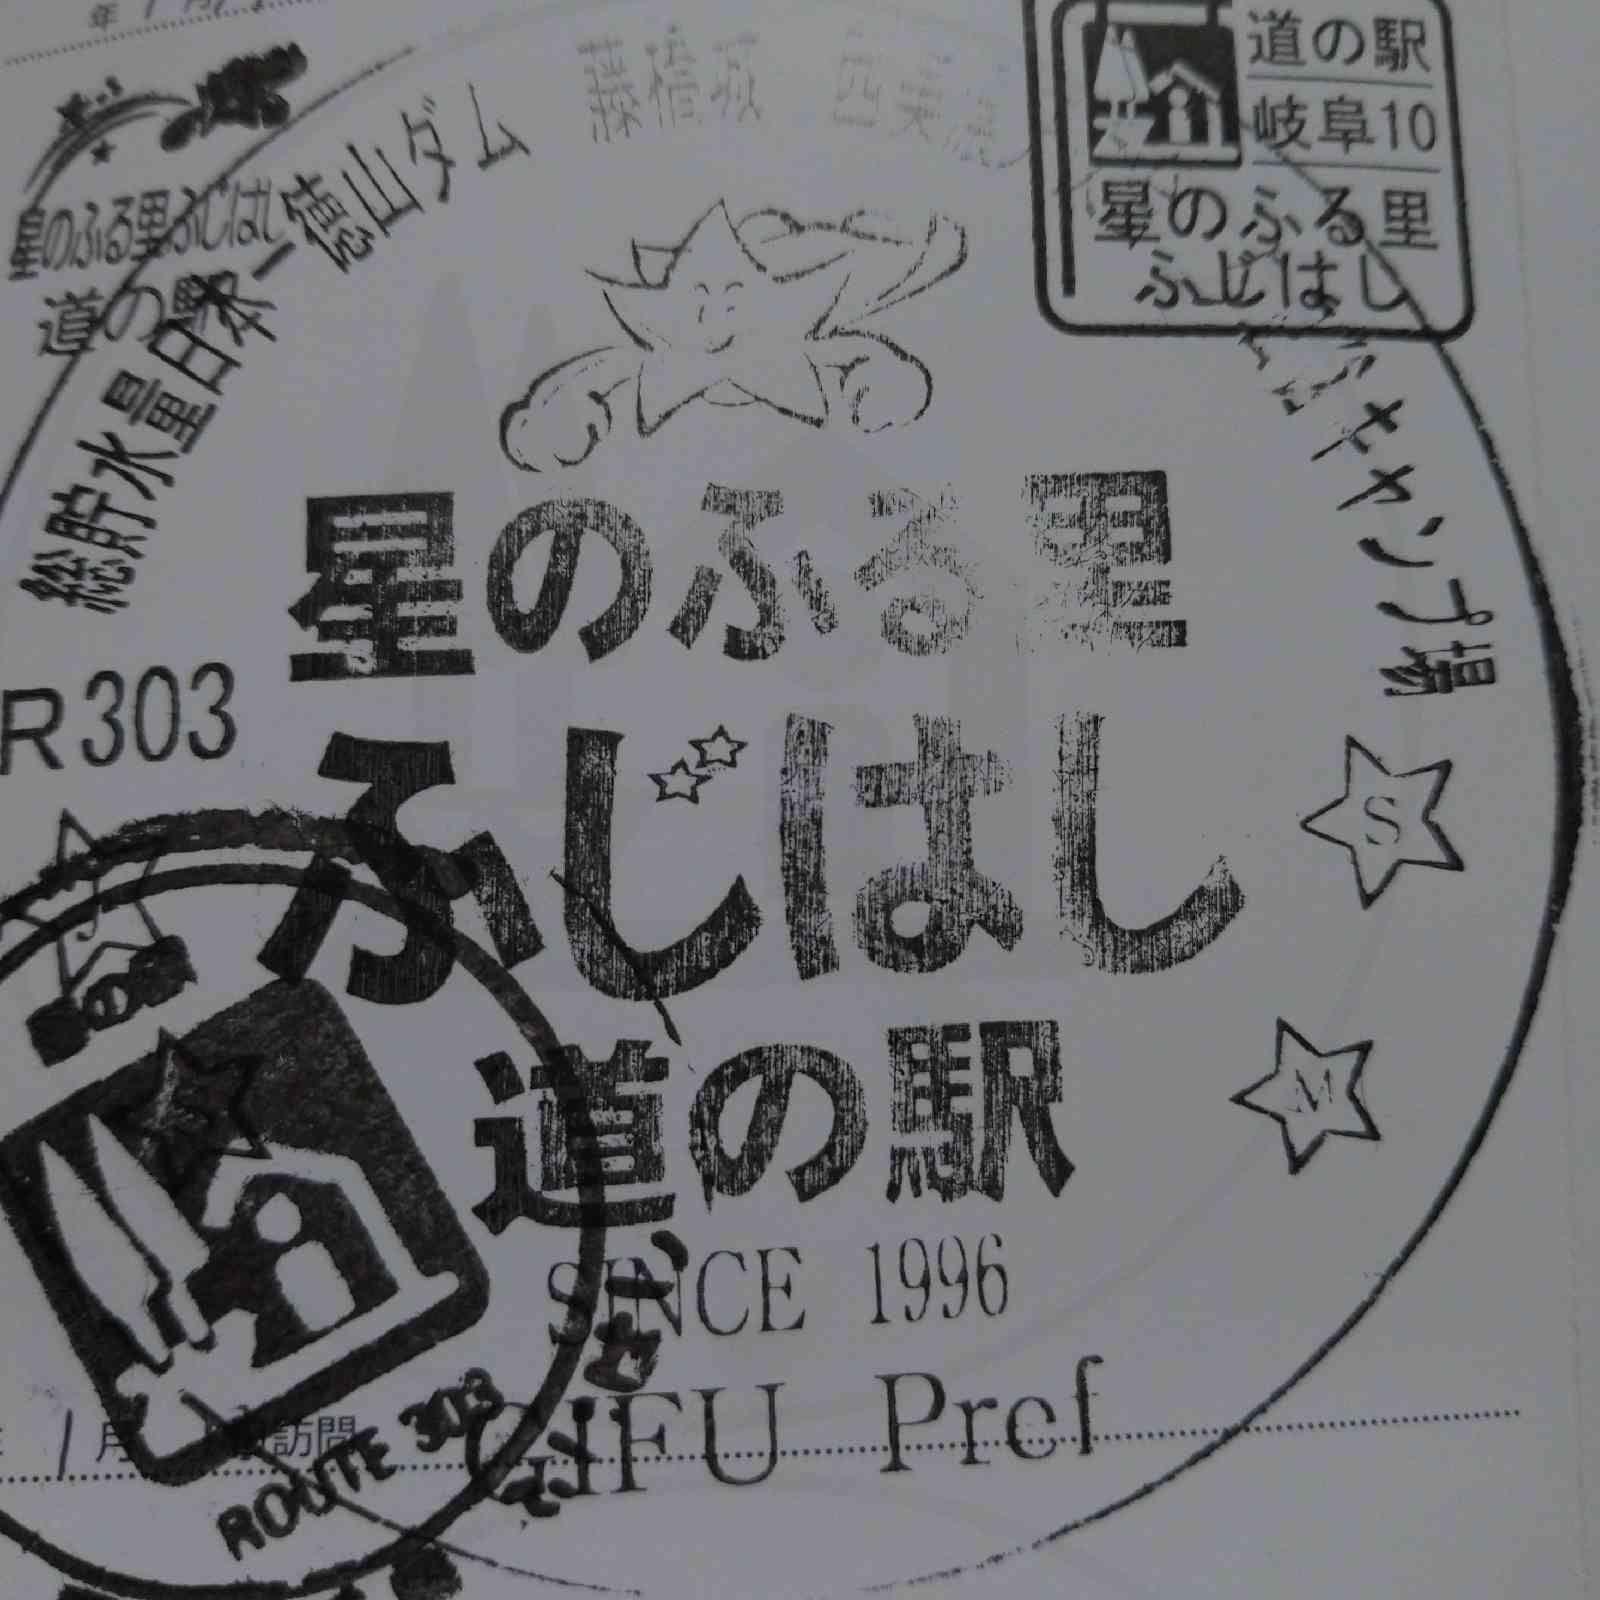 年
道の駅
岐阜10
星のふる里
ふじはし
藤橋城 西美濃
総貯水量日本一徳山ダム
星のふる里ふじはし
道の駅
キャンプ場
星のふる里
R303
ふじばし
S
道の駅
M
SINCE 1996
月 訪問
GIFU Pref
ROUTE 303